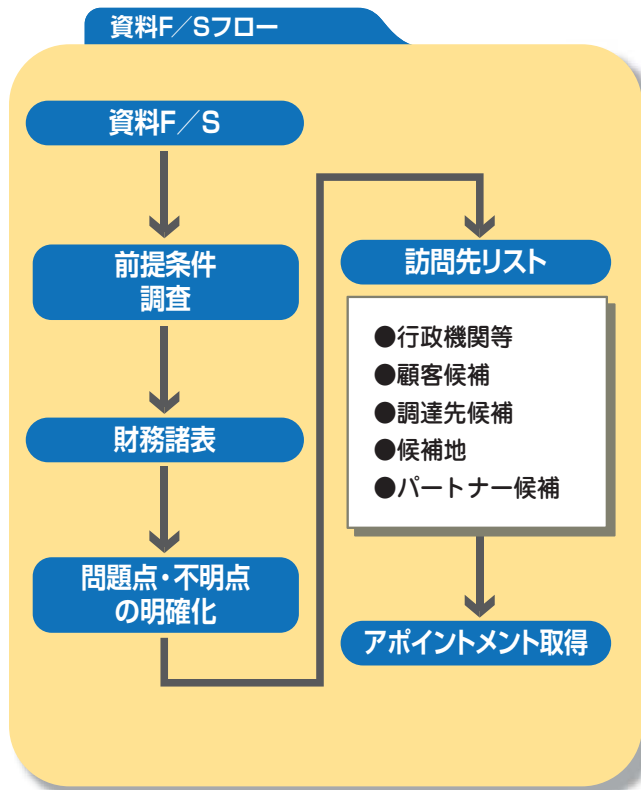 資料F／Sフロー
資料F／S
前提条件
調査
財務諸表
問題点・不明点
の明確化
訪問先リスト
●行政機関等
●顧客候補
●調達先候補
●候補地
●パートナー候補
アポイントメント取得